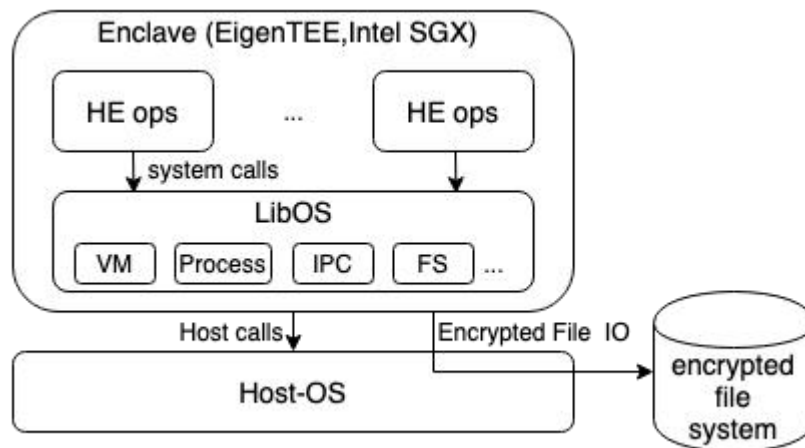 Enclave (EigenTEE,Intel SGX)
HE ops
...
HE ops
system calls
LibOS
VM
Process
IPC
FS
...
Host calls
Encrypted File IO
Host-OS
encrypted
file
system